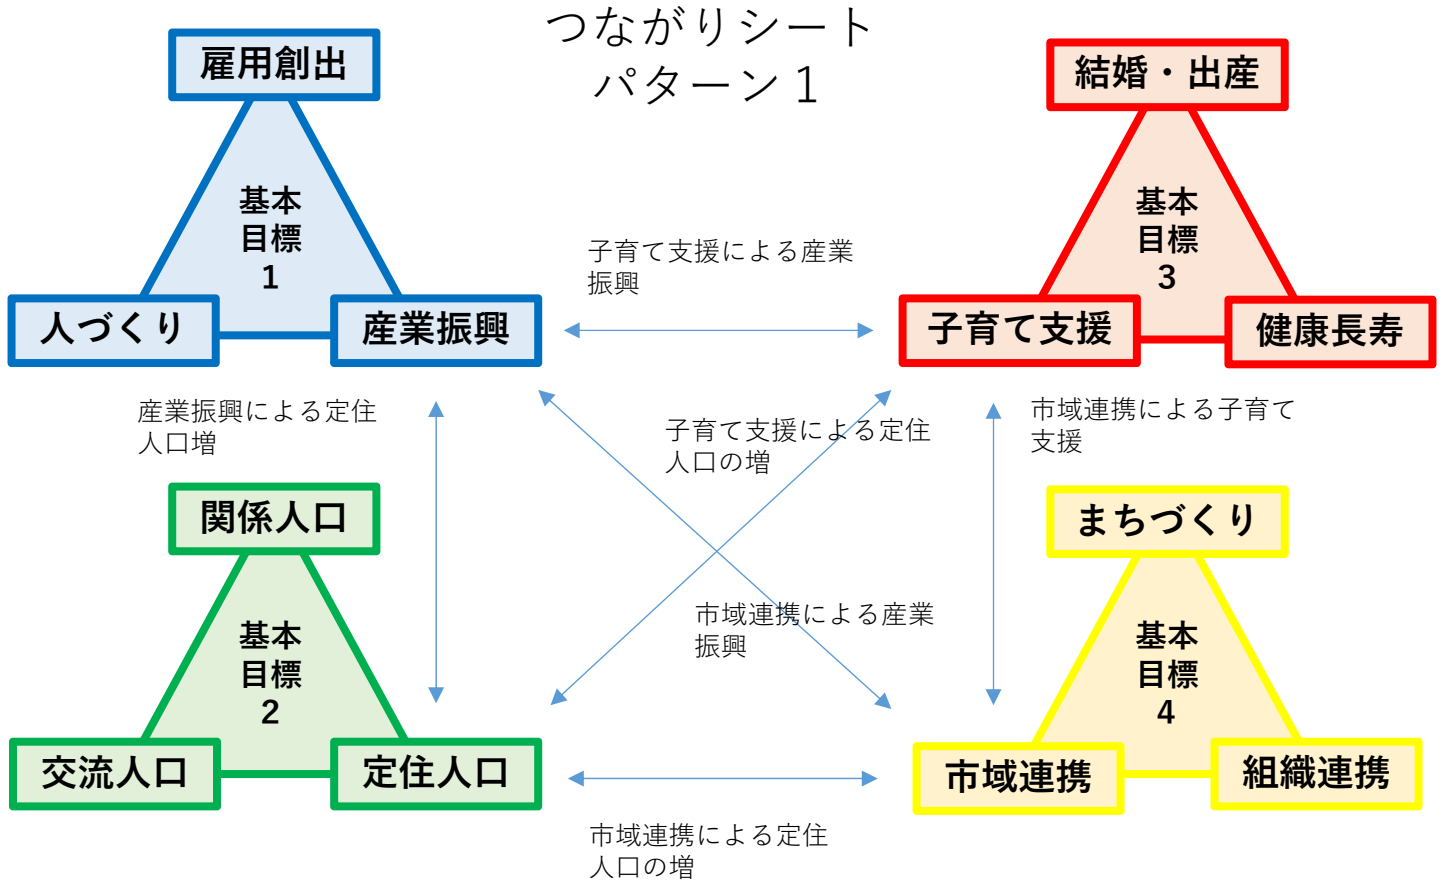 つながりシート
パターン１
雇用創出
基本
目標
1
人づくり
産業振興
結婚・出産
基本
目標
3
子育て支援
健康長寿
子育て支援による産業
振興
産業振興による定住
人口増
子育て支援による定住
人口の増
市域連携による子育て
支援
関係人口
基本
目標
2
交流人口
定住人口
市域連携による産業
振興
まちづくり
基本
目標
4
市域連携
組織連携
市域連携による定住
人口の増